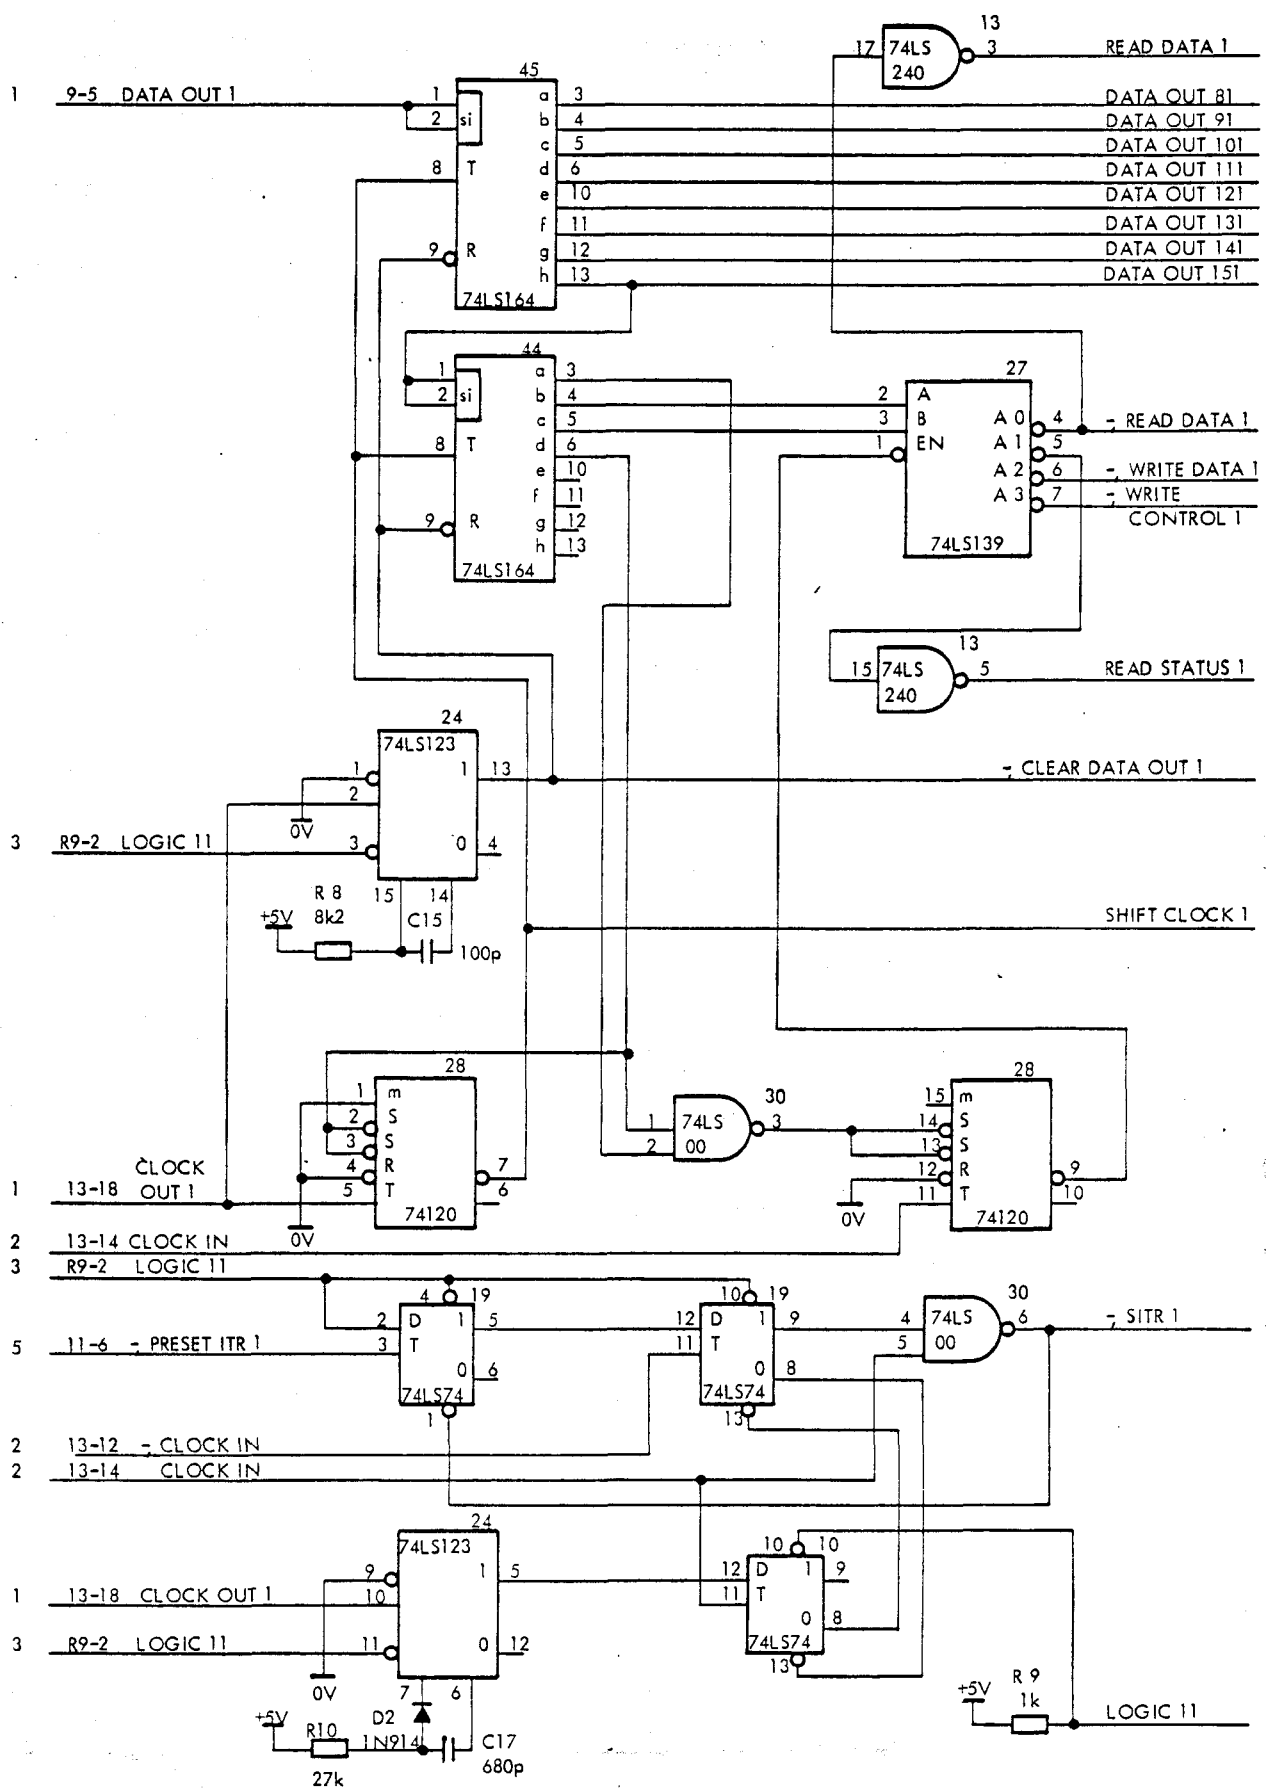 13
17 74LS 240 3 READ DATA 1
45
1 9-5 DATA OUT 1 1 a 3 DATA OUT 81
2 si b 4 DATA OUT 91
c 5 DATA OUT 101
8 T d 6 DATA OUT 111
e 10 DATA OUT 121
f 11 DATA OUT 131
9 R g 12 DATA OUT 141
h 13 DATA OUT 151
74LS164
44
1 a 3
2 si b 4
c 5
8 T d 6
e 10
f 11
9 R g 12
h 13
74LS164
27
2 A
3 B A 0 4 -, READ DATA 1
1 EN A 1 5
A 2 6 -, WRITE DATA 1
A 3 7 -, WRITE
CONTROL 1
74LS139
13
15 74LS 240 5 READ STATUS 1
24
74LS123
1 1 13 -, CLEAR DATA OUT 1
2
0V
3 R9-2 LOGIC 11 3 0 4
15 14
R 8
8k2
+5V
C15
100p
SHIFT CLOCK 1
28
1 m
2 S
3 S
4 R 7
5 T 6
74120
0V
CLOCK
1 13-18 OUT 1
30
1 74LS 3
2 00
28
15 m
14 S
13 S
12 R 9
11 T 10
74120
0V
2 13-14 CLOCK IN
3 R9-2 LOGIC 11
4 19
2 D 1 5
3 T
0 6
74LS74
1
5 11-6 -, PRESET ITR 1
10 19
12 D 1 9
11 T
0 8
74LS74
13
30
4 74LS 6 -, SITR 1
5 00
2 13-12 -, CLOCK IN
2 13-14 CLOCK IN
24
74LS123
9 1 5
1 13-18 CLOCK OUT 1 10
3 R9-2 LOGIC 11 11 0 12
0V
7 6
+5V
R10
27k
D2
1N914
C17
680p
10 10
12 D 1 9
11 T
0 8
74LS74
13
+5V
R 9
1k
LOGIC 11